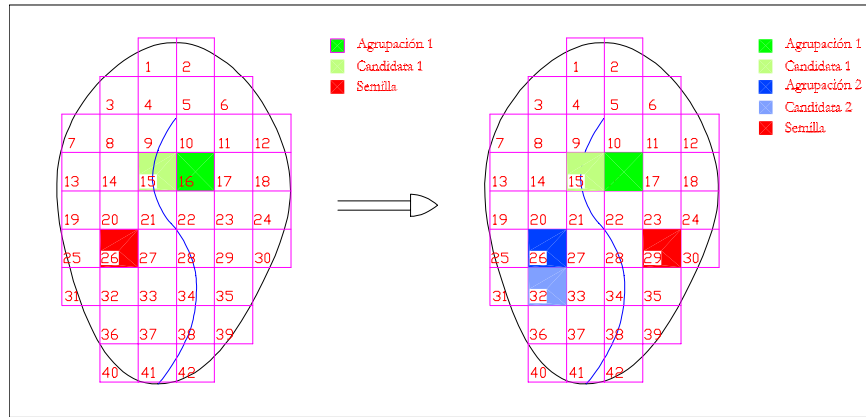 Agrupación 1
Candidara 1
Semilla
1 2
3 4 5 6
7 8 9 10 11 12
13 14 15 16 17 18
19 20 21 22 23 24
25 26 27 28 29 30
31 32 33 34 35
36 37 38 39
40 41 42
Agrupación 1
Candidara 1
Agrupación 2
Candidara 2
Semilla
1 2
3 4 5 6
7 8 9 10 11 12
13 14 15 17 18
19 20 21 22 23 24
25 26 27 28 29 30
31 32 33 34 35
36 37 38 39
40 41 42